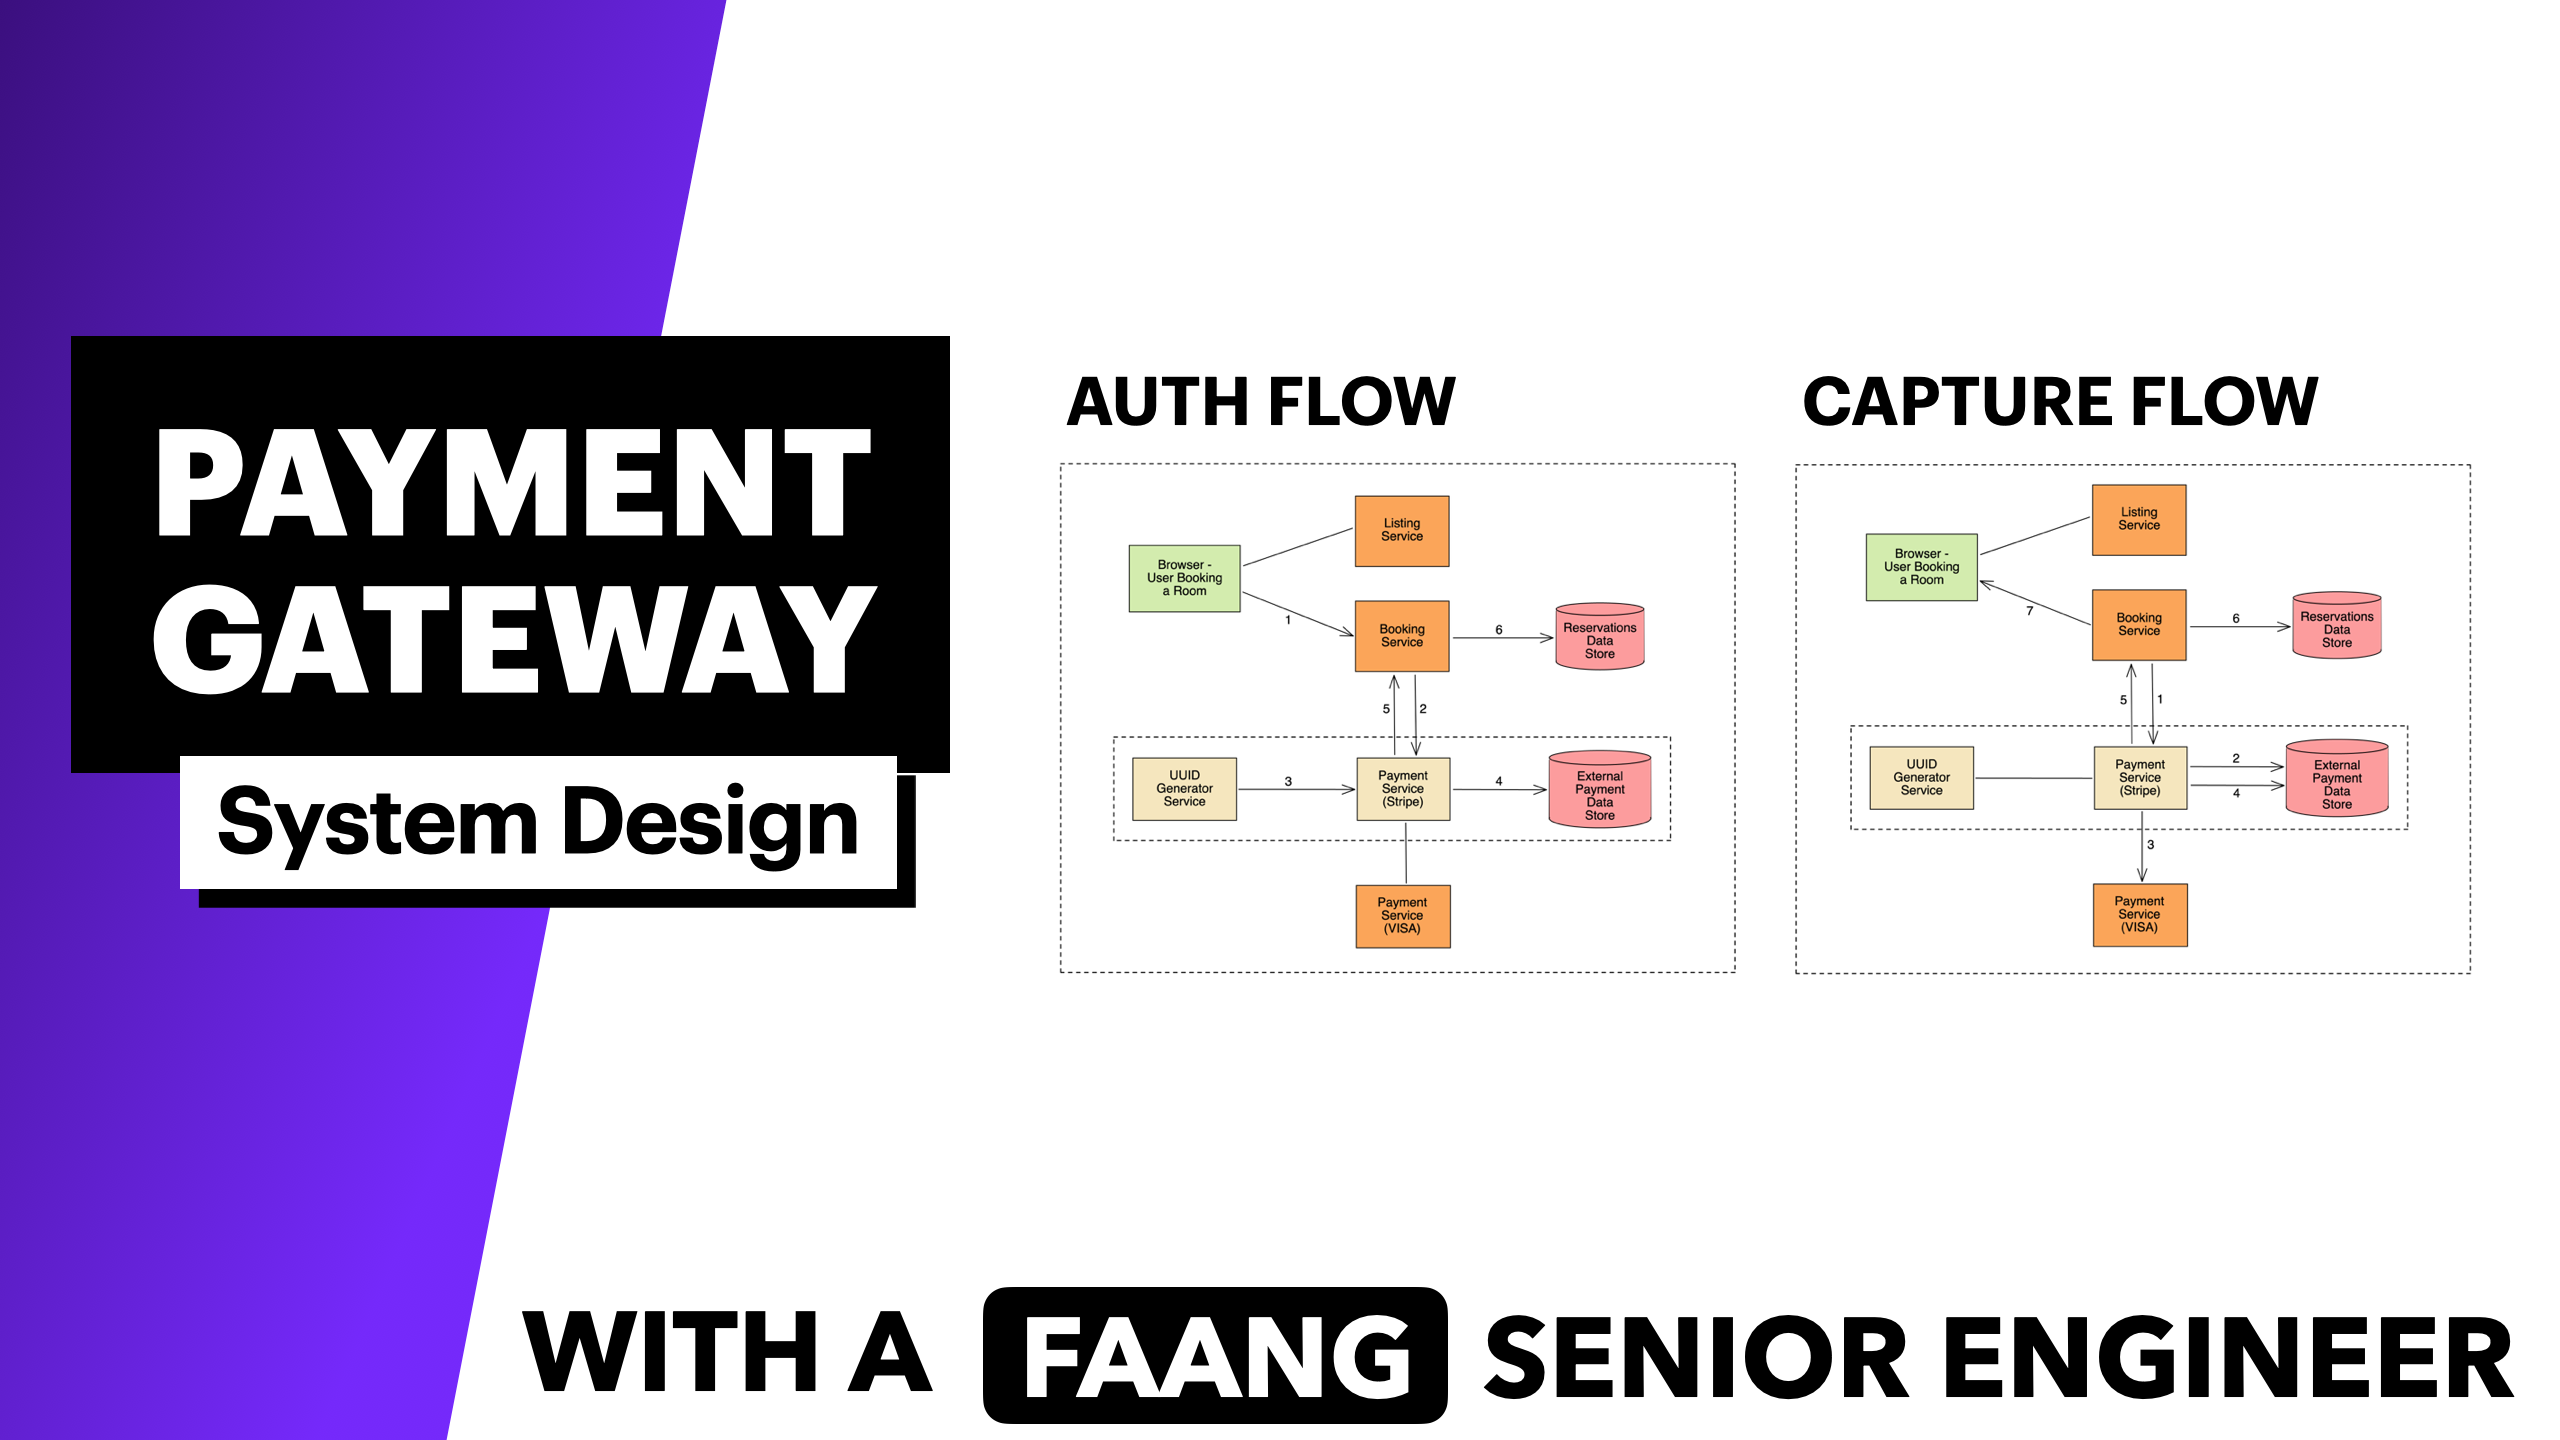 PAYMENT
GATEWAY
System Design
AUTH FLOW
Listing
Service
Browser -
User Booking
a Room
1
Booking
Service
6
Reservations
Data
Store
5
2
UUID
Generator
Service
3
Payment
Service
(Stripe)
4
External
Payment
Data
Store
Payment
Service
(VISA)
CAPTURE FLOW
Listing
Service
Browser -
User Booking
a Room
7
Booking
Service
6
Reservations
Data
Store
5
1
UUID
Generator
Service
Payment
Service
(Stripe)
2
4
External
Payment
Data
Store
3
Payment
Service
(VISA)
WITH A FAANG SENIOR ENGINEER